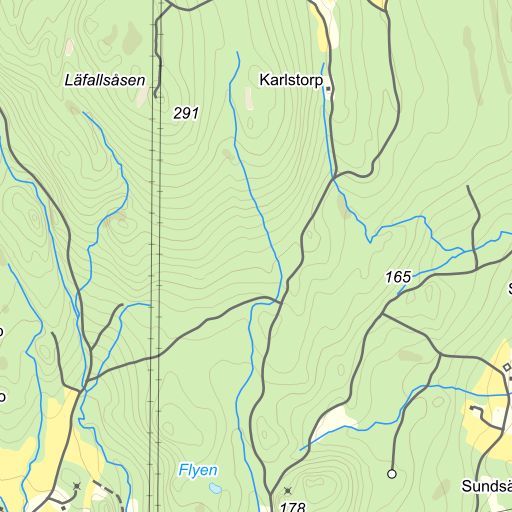 Karlstorp
Läfallsåsen
291
165
S
o
o
Flyen
Sundsä
178